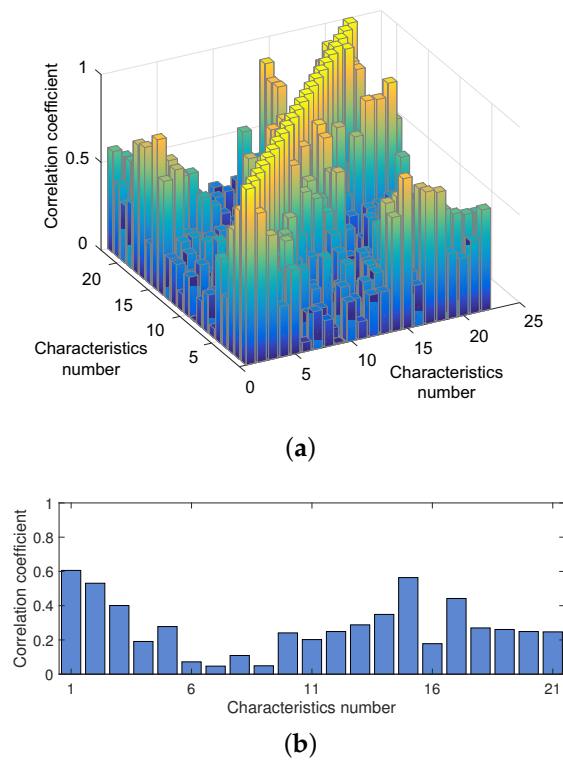 1
0.5
0
Correlation coefficient
20
15
10
5
Characteristics
number
0
5
10
15
20
25
Characteristics
number
(a)
1
0.8
0.6
0.4
0.2
0
Correlation coefficient
1
6
11
16
21
Characteristics number
(b)